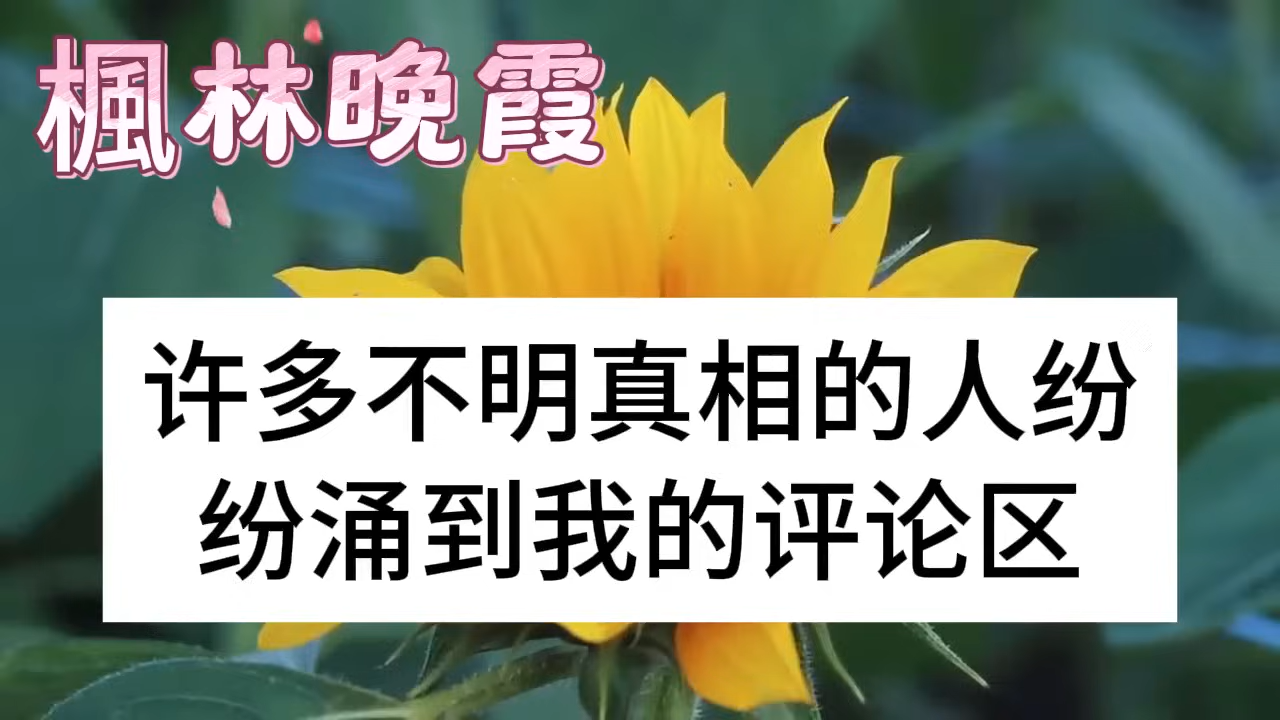 楓林晚霞
许多不明真相的人纷
纷涌到我的评论区